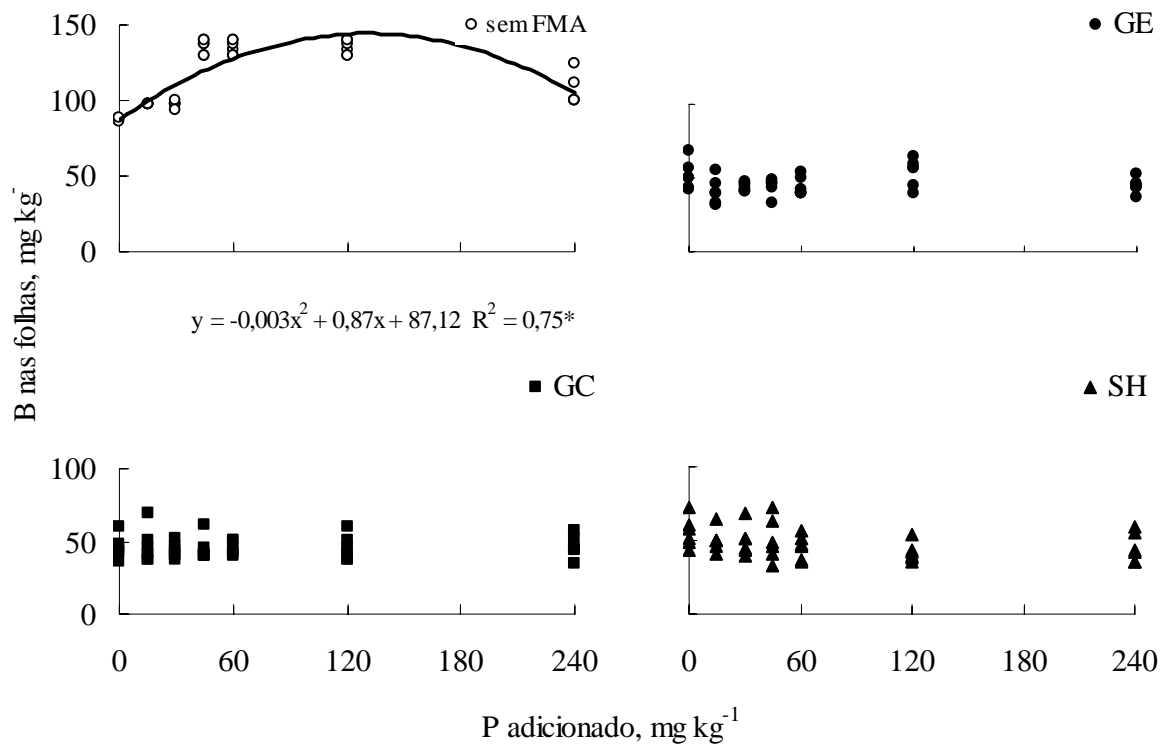 B nas folhas, mg kg-
150
100
50
0
sem FMA
GE
y = -0,003x² + 0,87x + 87,12 R² = 0,75*
GC
SH
100
50
0
0 60 120 180 240
0 60 120 180 240
P adicionado, mg kg⁻¹